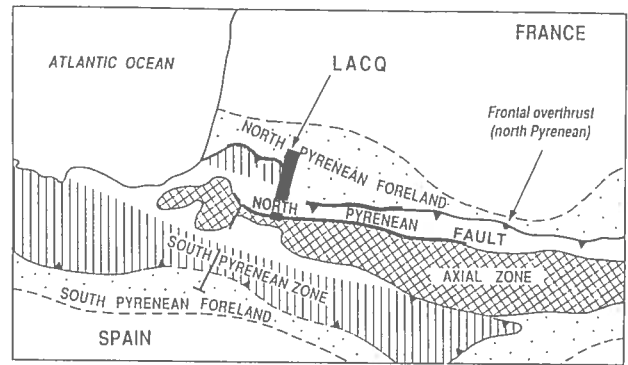 FRANCE
ATLANTIC OCEAN
LACQ
Frontal overthrust
(north Pyrenean)
NORTH PYRENEAN FORELAND
NORTH PYRENEAN FAULT
AXIAL ZONE
SOUTH PYRENEAN ZONE
SOUTH PYRENEAN FORELAND
SPAIN